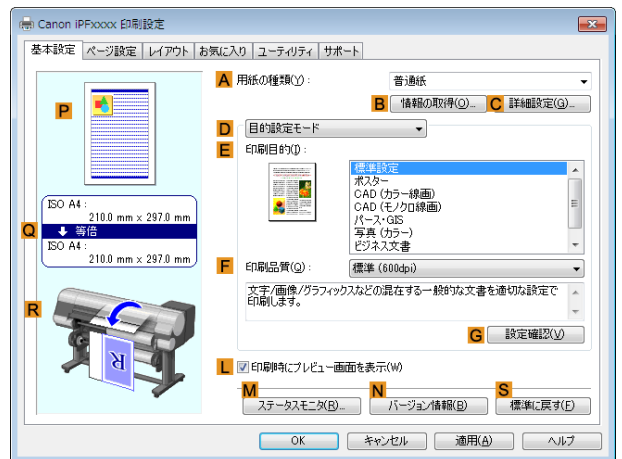 Canon iPFxxxx 印刷設定
基本設定 ページ設定 レイアウト お気に入り ユーティリティ サポート
A 用紙の種類(Y): 普通紙
P
B 情報の取得(O)... C 詳細設定(G)...
D 目的設定モード
E 印刷目的(I):
標準設定
ポスター
CAD (カラー線画)
CAD (モノクロ線画)
パース・GIS
写真 (カラー)
ビジネス文書
ISO A4 :
210.0 mm x 297.0 mm
Q 等倍
ISO A4 :
210.0 mm x 297.0 mm
F 印刷品質(Q): 標準 (600dpi)
文字/画像/グラフィックスなどの混在する一般的な文書を適切な設定で
印刷します。
R
G 設定確認(V)
R
L 印刷時にプレビュー画面を表示(W)
M ステータスモニタ(R)... N バージョン情報(B) S 標準に戻す(F)
OK キャンセル 適用(A) ヘルプ